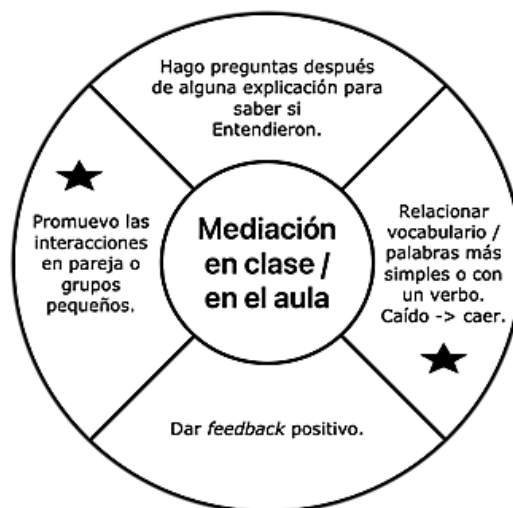 Hago preguntas después
de alguna explicación para
saber si
Entendieron.
Promuevo las
interacciones
en pareja o
grupos
pequeños.
Mediación
en clase /
en el aula
Relacionar
vocabulario /
palabras más
simples o con
un verbo.
Caído -> caer.
Dar feedback positivo.